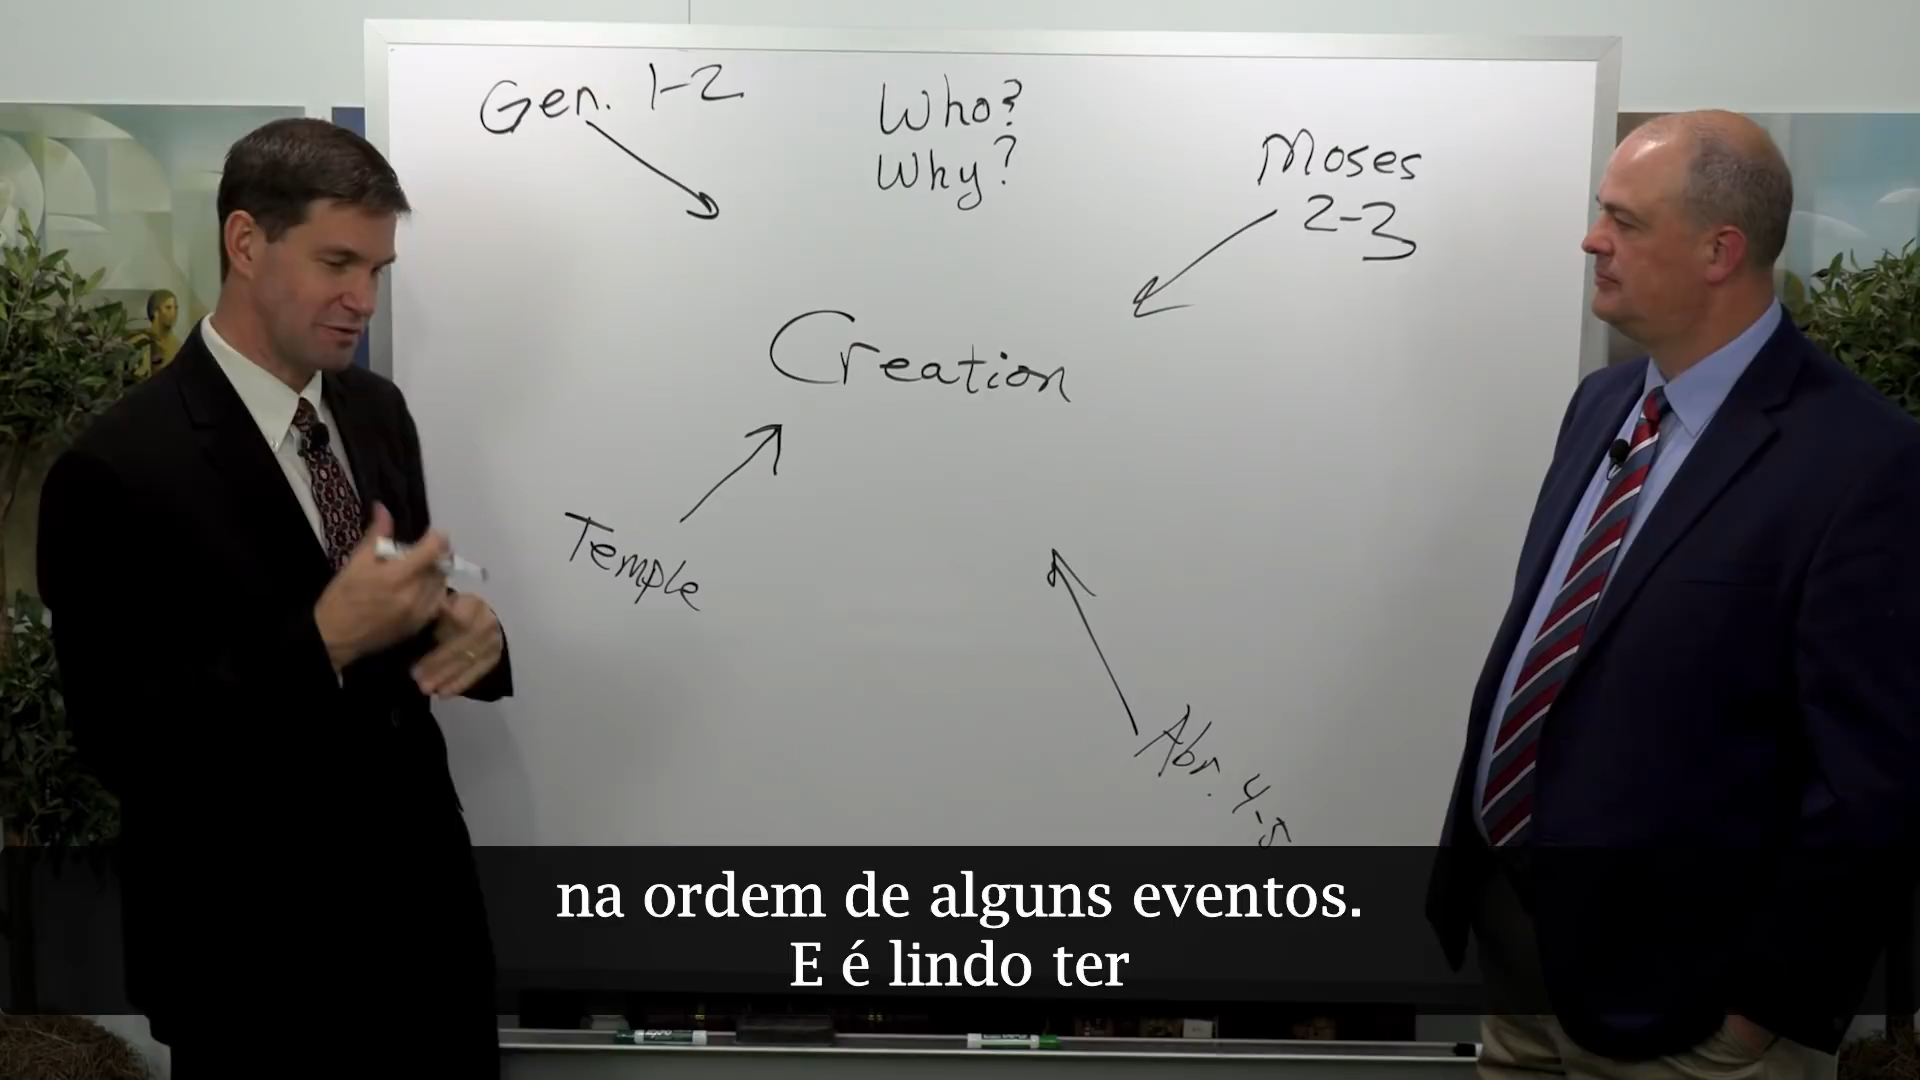 Gen. 1-2
Who?
Why?
Moses
2-3
Creation
Temple
Abr. 4-5
na ordem de alguns eventos.
E é lindo ter